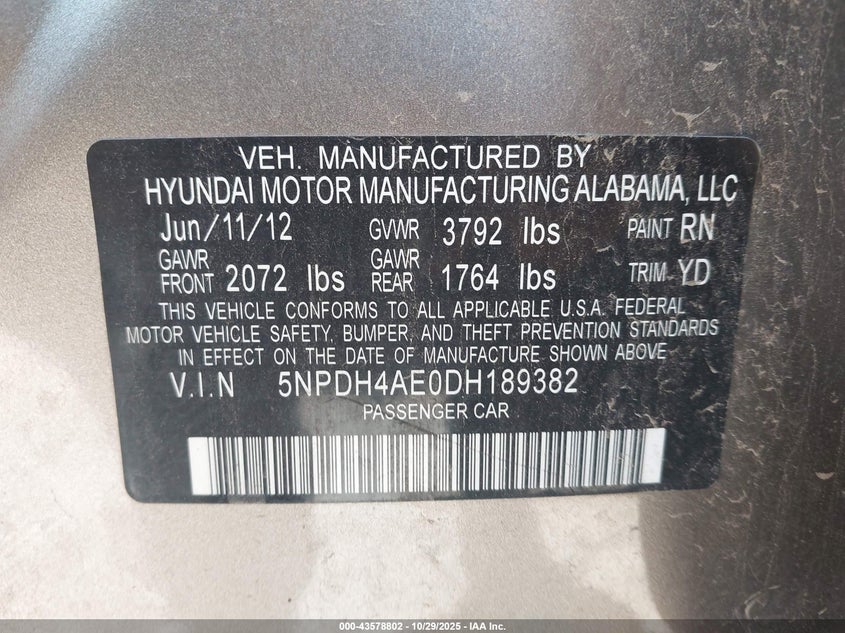 VEH. MANUFACTURED BY
HYUNDAI MOTOR MANUFACTURING ALABAMA, LLC
Jun/11/12 GVWR 3792 lbs PAINT RN
GAWR FRONT 2072 lbs GAWR REAR 1764 lbs TRIM YD
THIS VEHICLE CONFORMS TO ALL APPLICABLE U.S.A. FEDERAL
MOTOR VEHICLE SAFETY, BUMPER, AND THEFT PREVENTION STANDARDS
IN EFFECT ON THE DATE OF MANUFACTURE SHOWN ABOVE
V.I.N 5NPDH4AE0DH189382
PASSENGER CAR
000-43578802 - 10/29/2025 - IAA Inc.